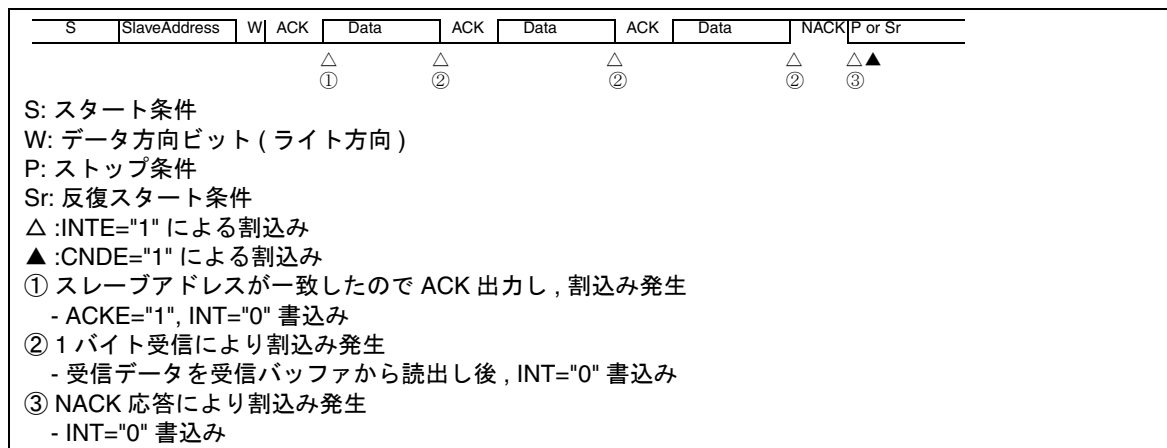 S SlaveAddress W ACK Data ACK Data ACK Data NACK P or Sr
△ △ △ △ △▲
① ② ② ② ③
S: スタート条件
W: データ方向ビット ( ライト方向 )
P: ストップ条件
Sr: 反復スタート条件
△ :INTE="1" による割込み
▲ :CNDE="1" による割込み
① スレーブアドレスが一致したので ACK 出力し , 割込み発生
- ACKE="1", INT="0" 書込み
② 1 バイト受信により割込み発生
- 受信データを受信バッファから読出し後 , INT="0" 書込み
③ NACK 応答により割込み発生
- INT="0" 書込み